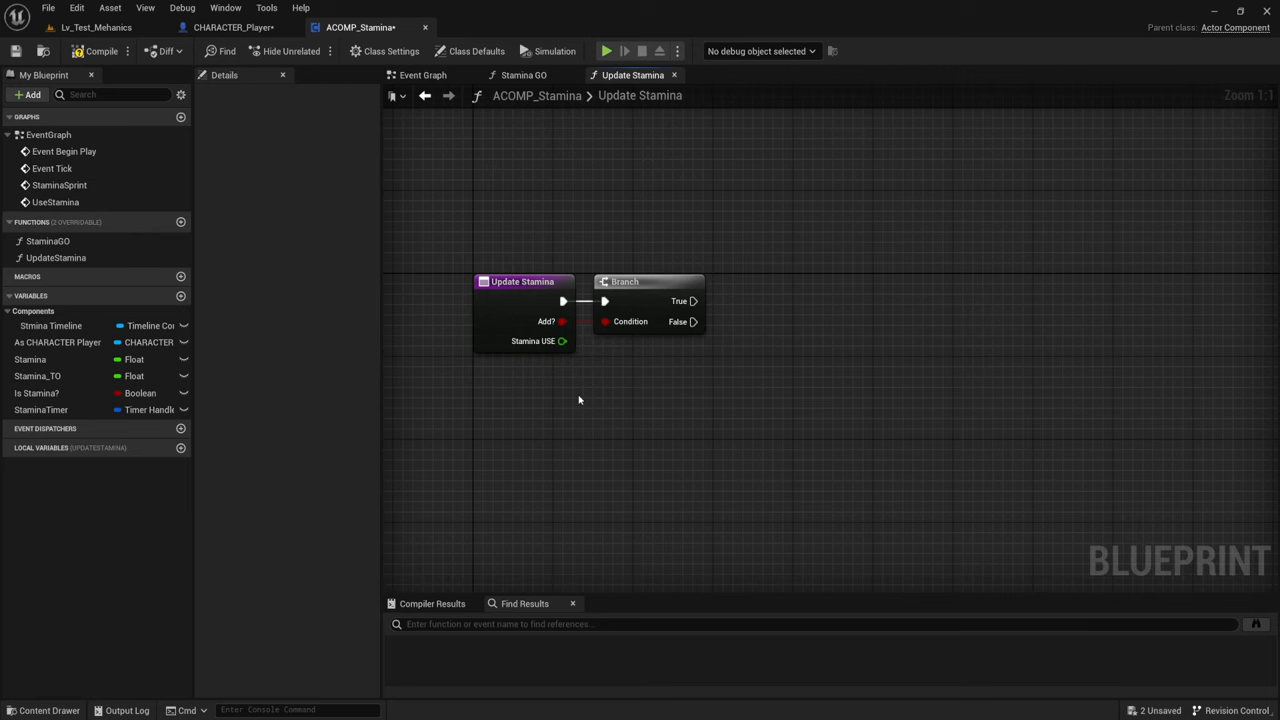 File Edit Asset View Debug Window Tools Help
Lv_Test_Mehanics CHARACTER_Player* ACOMP_Stamina* Parent class: Actor Component
Compile Diff Find Hide Unrelated Class Settings Class Defaults Simulation No debug object selected
My Blueprint Details Event Graph Stamina GO Update Stamina
Add Search ACOMP_Stamina Update Stamina Zoom 1:1
GRAPHS
EventGraph
Event Begin Play
Event Tick
StaminaSprint
UseStamina
FUNCTIONS (2 OVERRIDABLE)
StaminaGO
UpdateStamina
MACROS
VARIABLES
Components
Stmina Timeline Timeline Cor
As CHARACTER Player CHARACTER
Stamina Float
Stamina_TO Float
Is Stamina? Boolean
StaminaTimer Timer Handle
EVENT DISPATCHERS
LOCAL VARIABLES (UPDATESTAMINA)
Update Stamina Branch
True
Add? Condition False
Stamina USE
BLUEPRINT
Compiler Results Find Results
Enter function or event name to find references...
Content Drawer Output Log Cmd Enter Console Command 2 Unsaved Revision Control